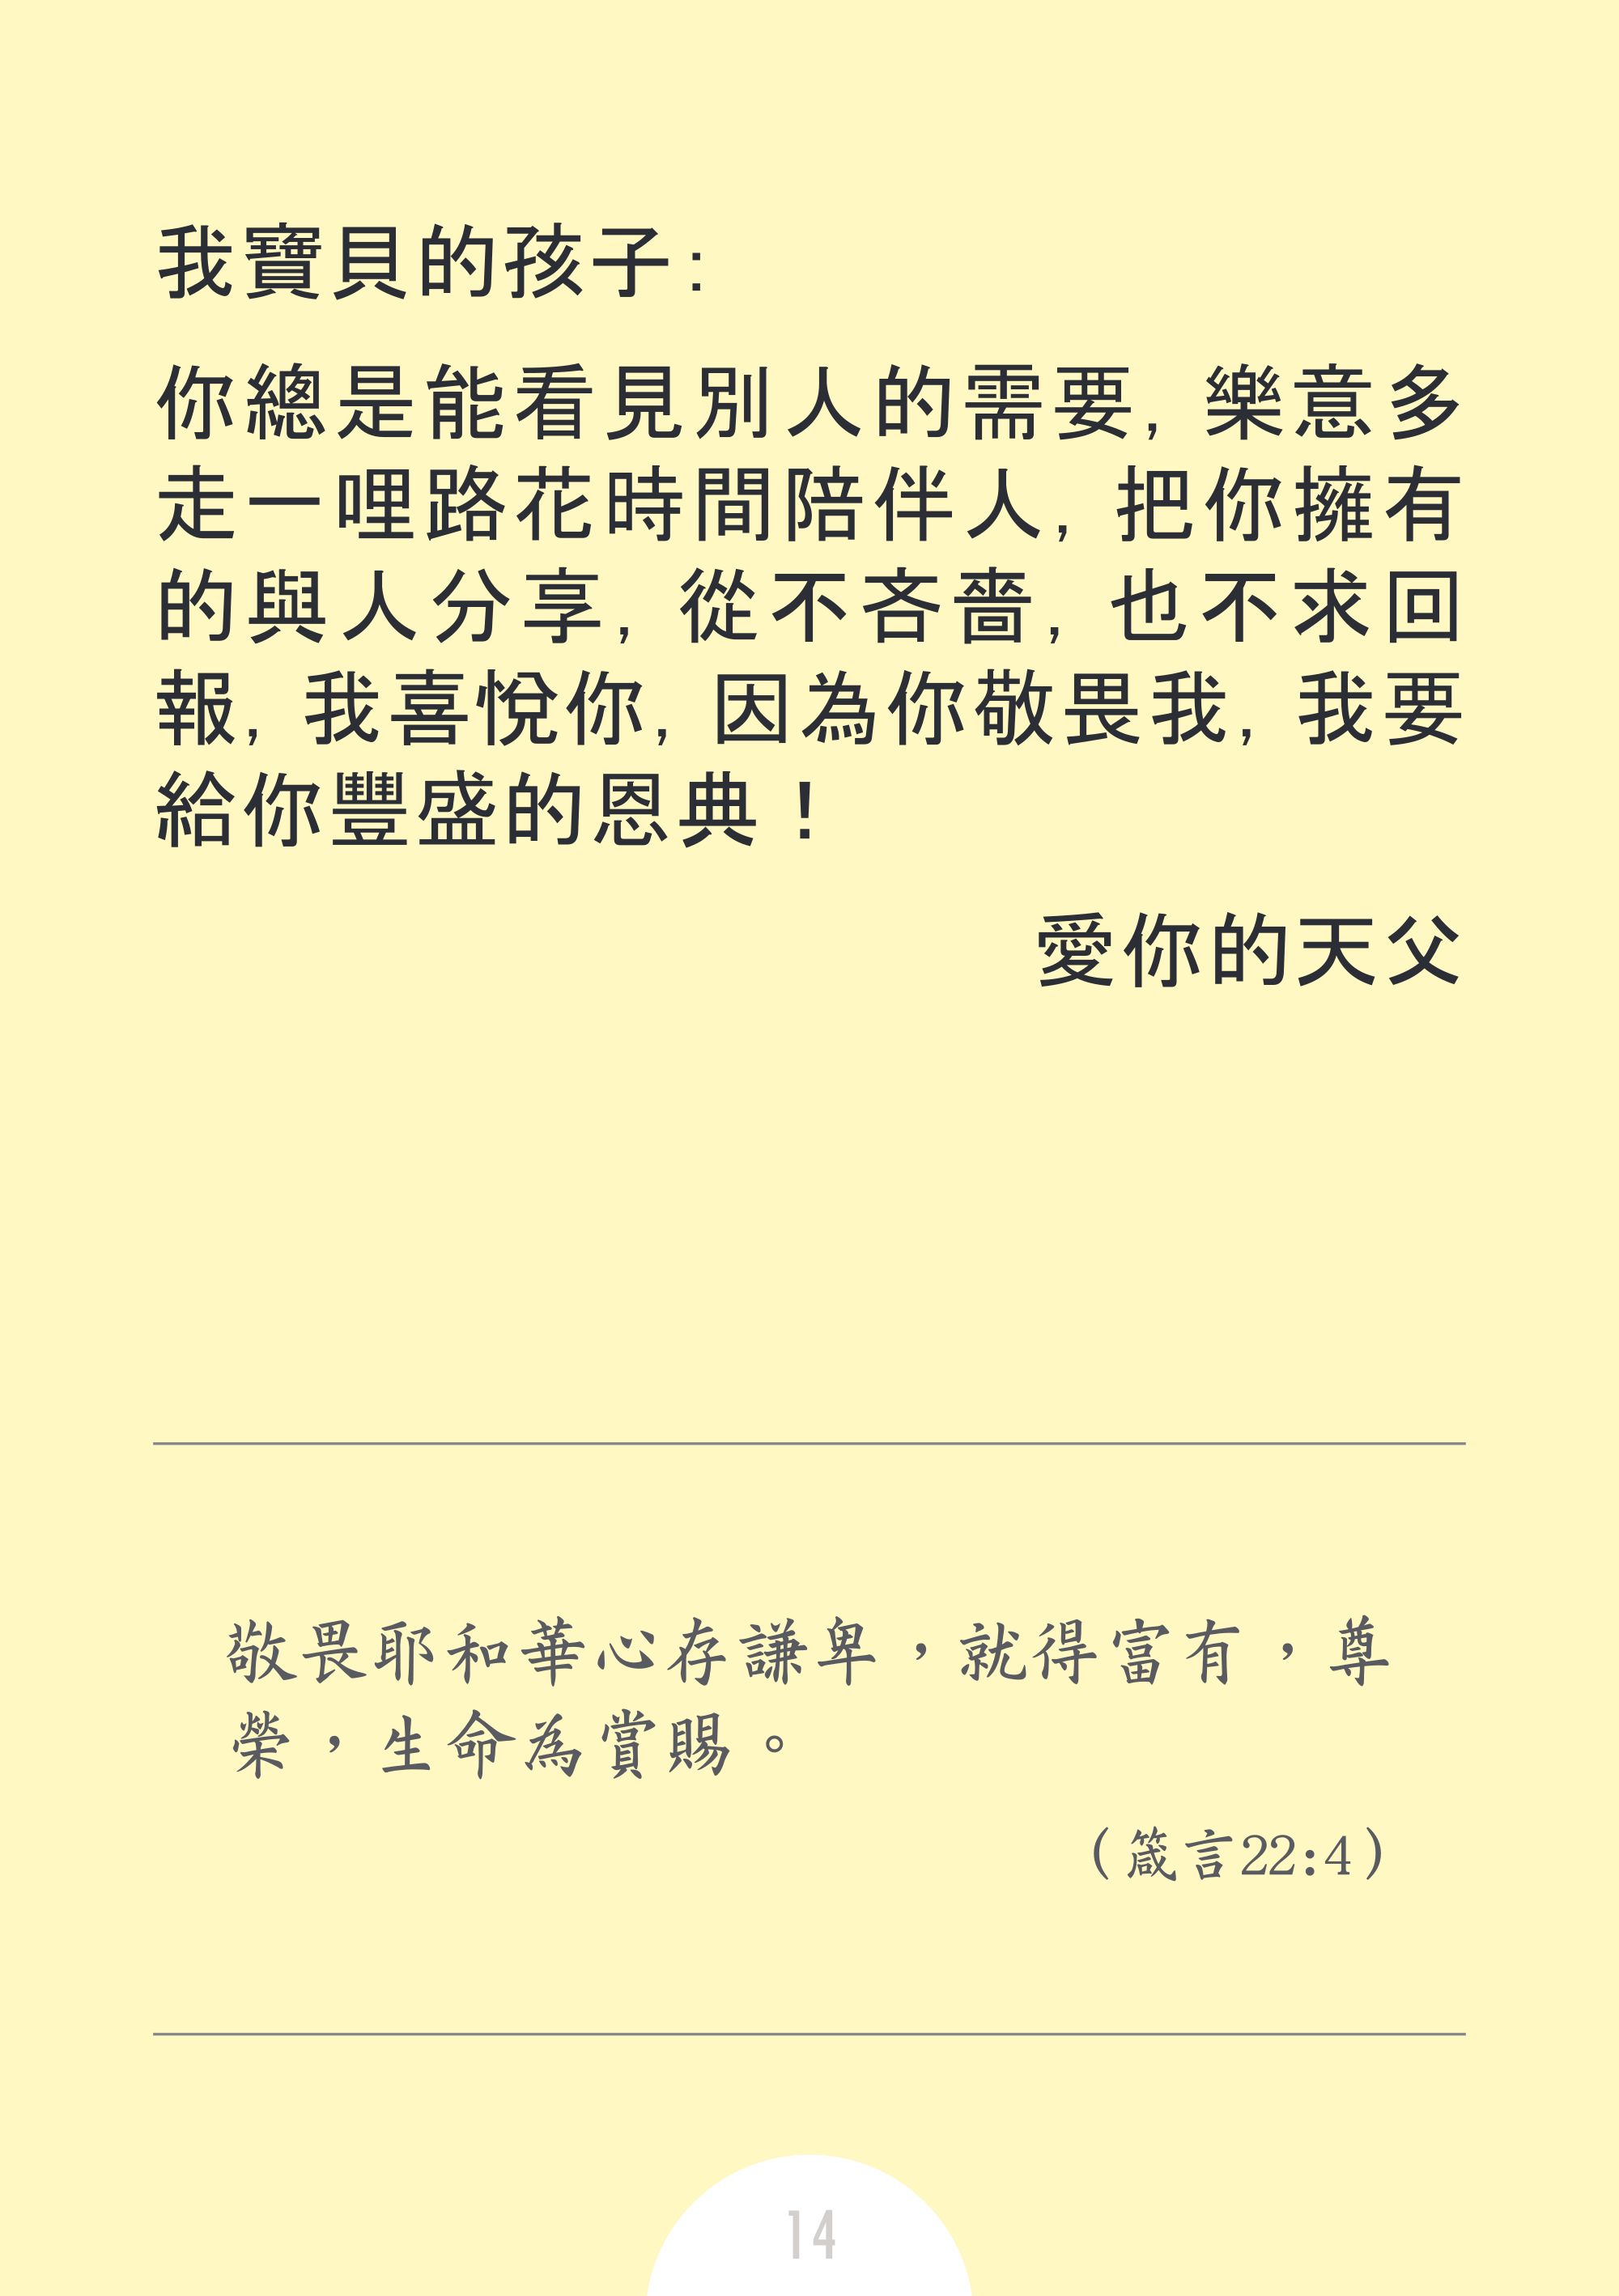 我寶貝的孩子：
你總是能看見別人的需要，樂意多
走一哩路花時間陪伴人，把你擁有
的與人分享，從不吝嗇，也不求回
報，我喜悅你，因為你敬畏我，我要
給你豐盛的恩典！
愛你的天父
敬畏耶和華心存謙卑，就得富有，尊
榮，生命為賞賜。
（箴言22:4）
14